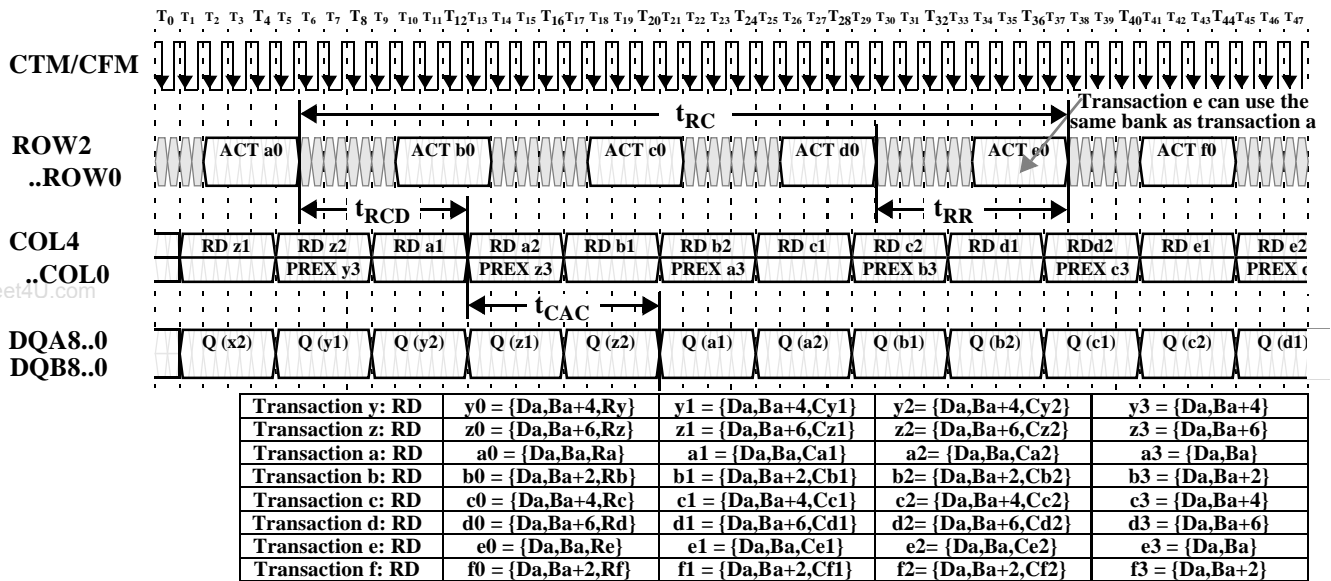 T0 T1 T2 T3 T4 T5 T6 T7 T8 T9 T10 T11 T12 T13 T14 T15 T16 T17 T18 T19 T20 T21 T22 T23 T24 T25 T26 T27 T28 T29 T30 T31 T32 T33 T34 T35 T36 T37 T38 T39 T40 T41 T42 T43 T44 T45 T46 T47
CTM/CFM
Transaction e can use the
same bank as transaction a
tRC
ROW2
..ROW0
ACT a0 ACT b0 ACT c0 ACT d0 ACT e0 ACT f0
tRCD tRR
COL4
..COL0
RD z1 RD z2 RD a1 RD a2 RD b1 RD b2 RD c1 RD c2 RD d1 RDd2 RD e1 RD e2
PREX y3 PREX z3 PREX a3 PREX b3 PREX c3 PREX
eet4U.com
tCAC
DQA8..0
DQB8..0
Q (x2) Q (y1) Q (y2) Q (z1) Q (z2) Q (a1) Q (a2) Q (b1) Q (b2) Q (c1) Q (c2) Q (d1)
Transaction y: RD y0 = {Da,Ba+4,Ry} y1 = {Da,Ba+4,Cy1} y2= {Da,Ba+4,Cy2} y3 = {Da,Ba+4}
Transaction z: RD z0 = {Da,Ba+6,Rz} z1 = {Da,Ba+6,Cz1} z2= {Da,Ba+6,Cz2} z3 = {Da,Ba+6}
Transaction a: RD a0 = {Da,Ba,Ra} a1 = {Da,Ba,Ca1} a2= {Da,Ba,Ca2} a3 = {Da,Ba}
Transaction b: RD b0 = {Da,Ba+2,Rb} b1 = {Da,Ba+2,Cb1} b2= {Da,Ba+2,Cb2} b3 = {Da,Ba+2}
Transaction c: RD c0 = {Da,Ba+4,Rc} c1 = {Da,Ba+4,Cc1} c2= {Da,Ba+4,Cc2} c3 = {Da,Ba+4}
Transaction d: RD d0 = {Da,Ba+6,Rd} d1 = {Da,Ba+6,Cd1} d2= {Da,Ba+6,Cd2} d3 = {Da,Ba+6}
Transaction e: RD e0 = {Da,Ba,Re} e1 = {Da,Ba,Ce1} e2= {Da,Ba,Ce2} e3 = {Da,Ba}
Transaction f: RD f0 = {Da,Ba+2,Rf} f1 = {Da,Ba+2,Cf1} f2= {Da,Ba+2,Cf2} f3 = {Da,Ba+2}